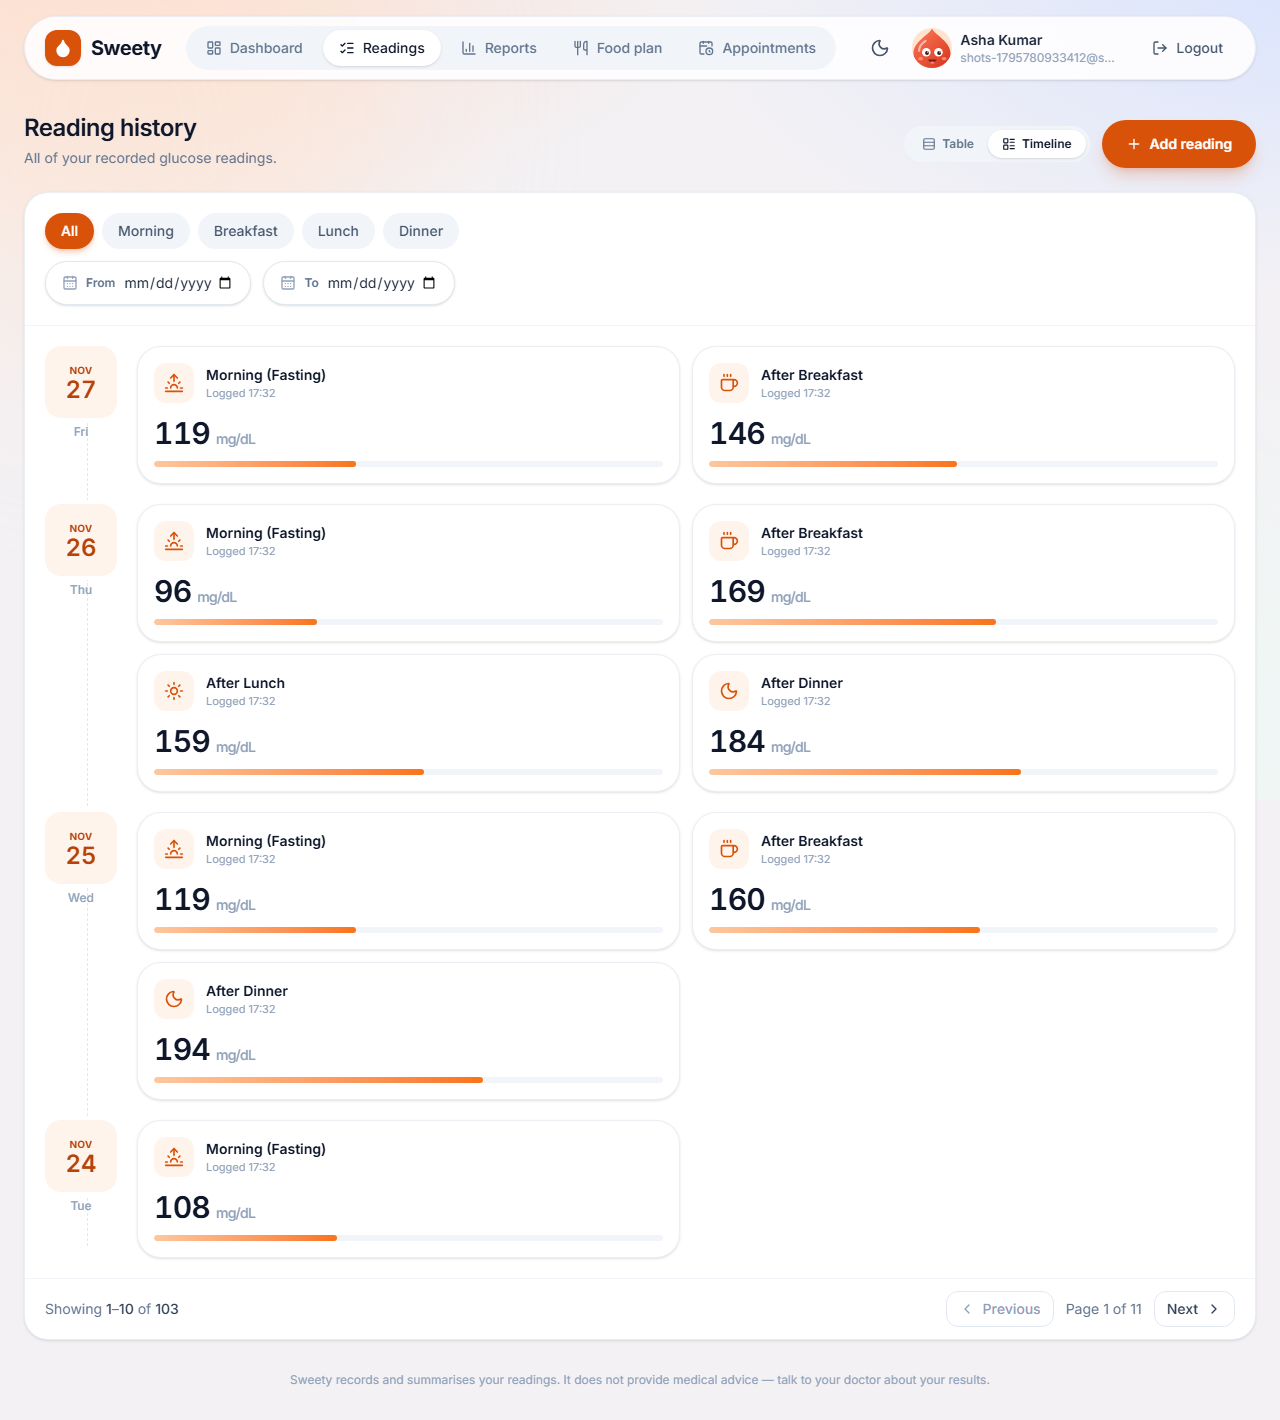 Sweety
Dashboard
Readings
Reports
Food plan
Appointments
Asha Kumar
shots-1795780933412@s...
Logout
Reading history
All of your recorded glucose readings.
Table
Timeline
Add reading
All
Morning
Breakfast
Lunch
Dinner
From mm/dd/yyyy
To mm/dd/yyyy
NOV
27
Fri
Morning (Fasting)
Logged 17:32
119 mg/dL
After Breakfast
Logged 17:32
146 mg/dL
NOV
26
Thu
Morning (Fasting)
Logged 17:32
96 mg/dL
After Breakfast
Logged 17:32
169 mg/dL
After Lunch
Logged 17:32
159 mg/dL
After Dinner
Logged 17:32
184 mg/dL
NOV
25
Wed
Morning (Fasting)
Logged 17:32
119 mg/dL
After Breakfast
Logged 17:32
160 mg/dL
After Dinner
Logged 17:32
194 mg/dL
NOV
24
Tue
Morning (Fasting)
Logged 17:32
108 mg/dL
Showing 1–10 of 103
Previous
Page 1 of 11
Next
Sweety records and summarises your readings. It does not provide medical advice — talk to your doctor about your results.